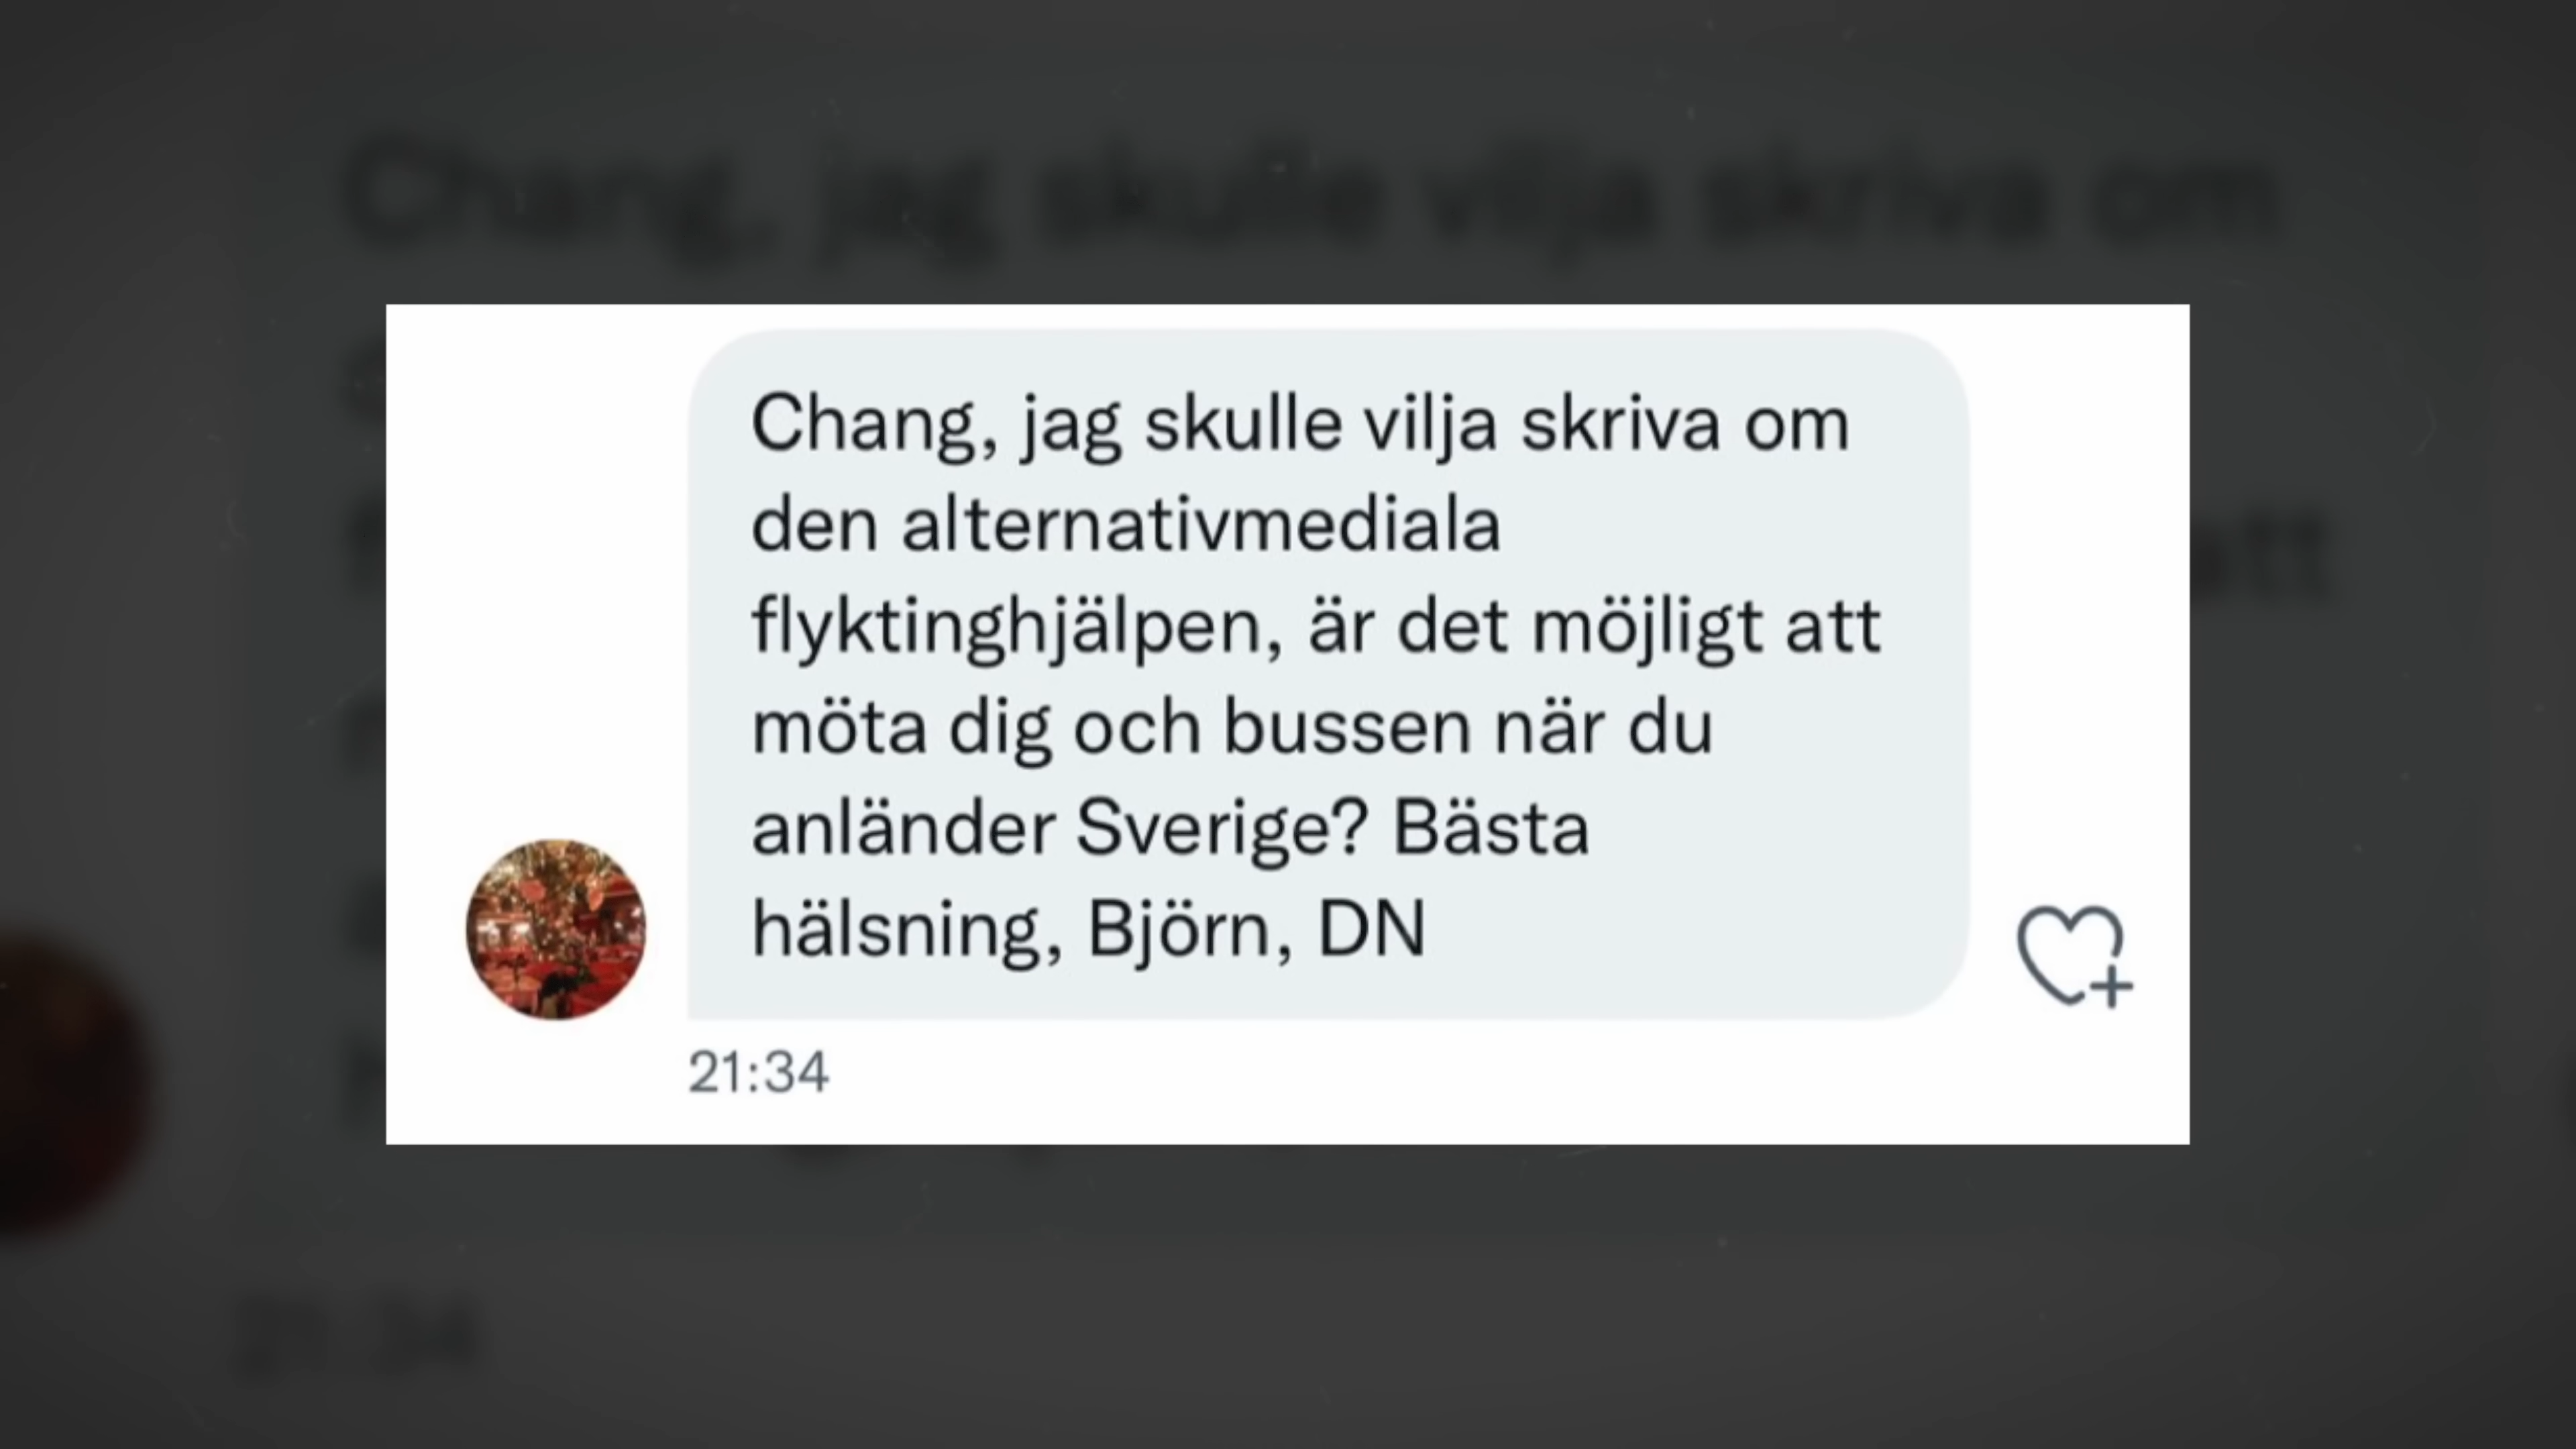 Chang, jag skulle vilja skriva om
den alternativmediala
flyktinghjälpen, är det möjligt att
möta dig och bussen när du
anländer Sverige? Bästa
hälsning, Björn, DN
21:34